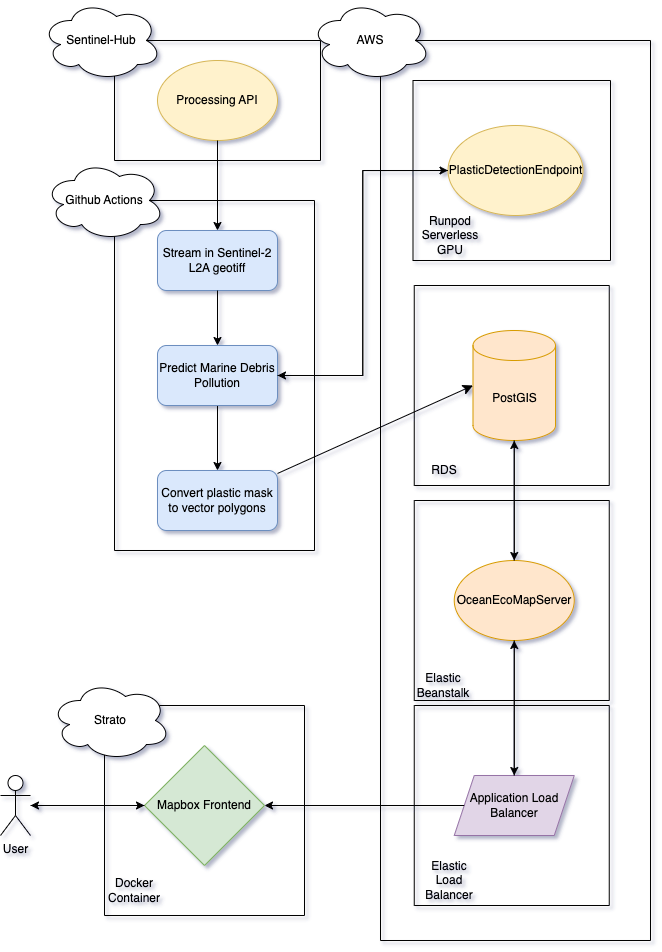 Sentinel-Hub
AWS
Processing API
PlasticDetectionEndpoint
Runpod
Serverless
GPU
Github Actions
Stream in Sentinel-2
L2A geotiff
Predict Marine Debris
Pollution
Convert plastic mask
to vector polygons
PostGIS
RDS
OceanEcoMapServer
Elastic
Beanstalk
Strato
Mapbox Frontend
User
Docker
Container
Application Load
Balancer
Elastic
Load
Balancer